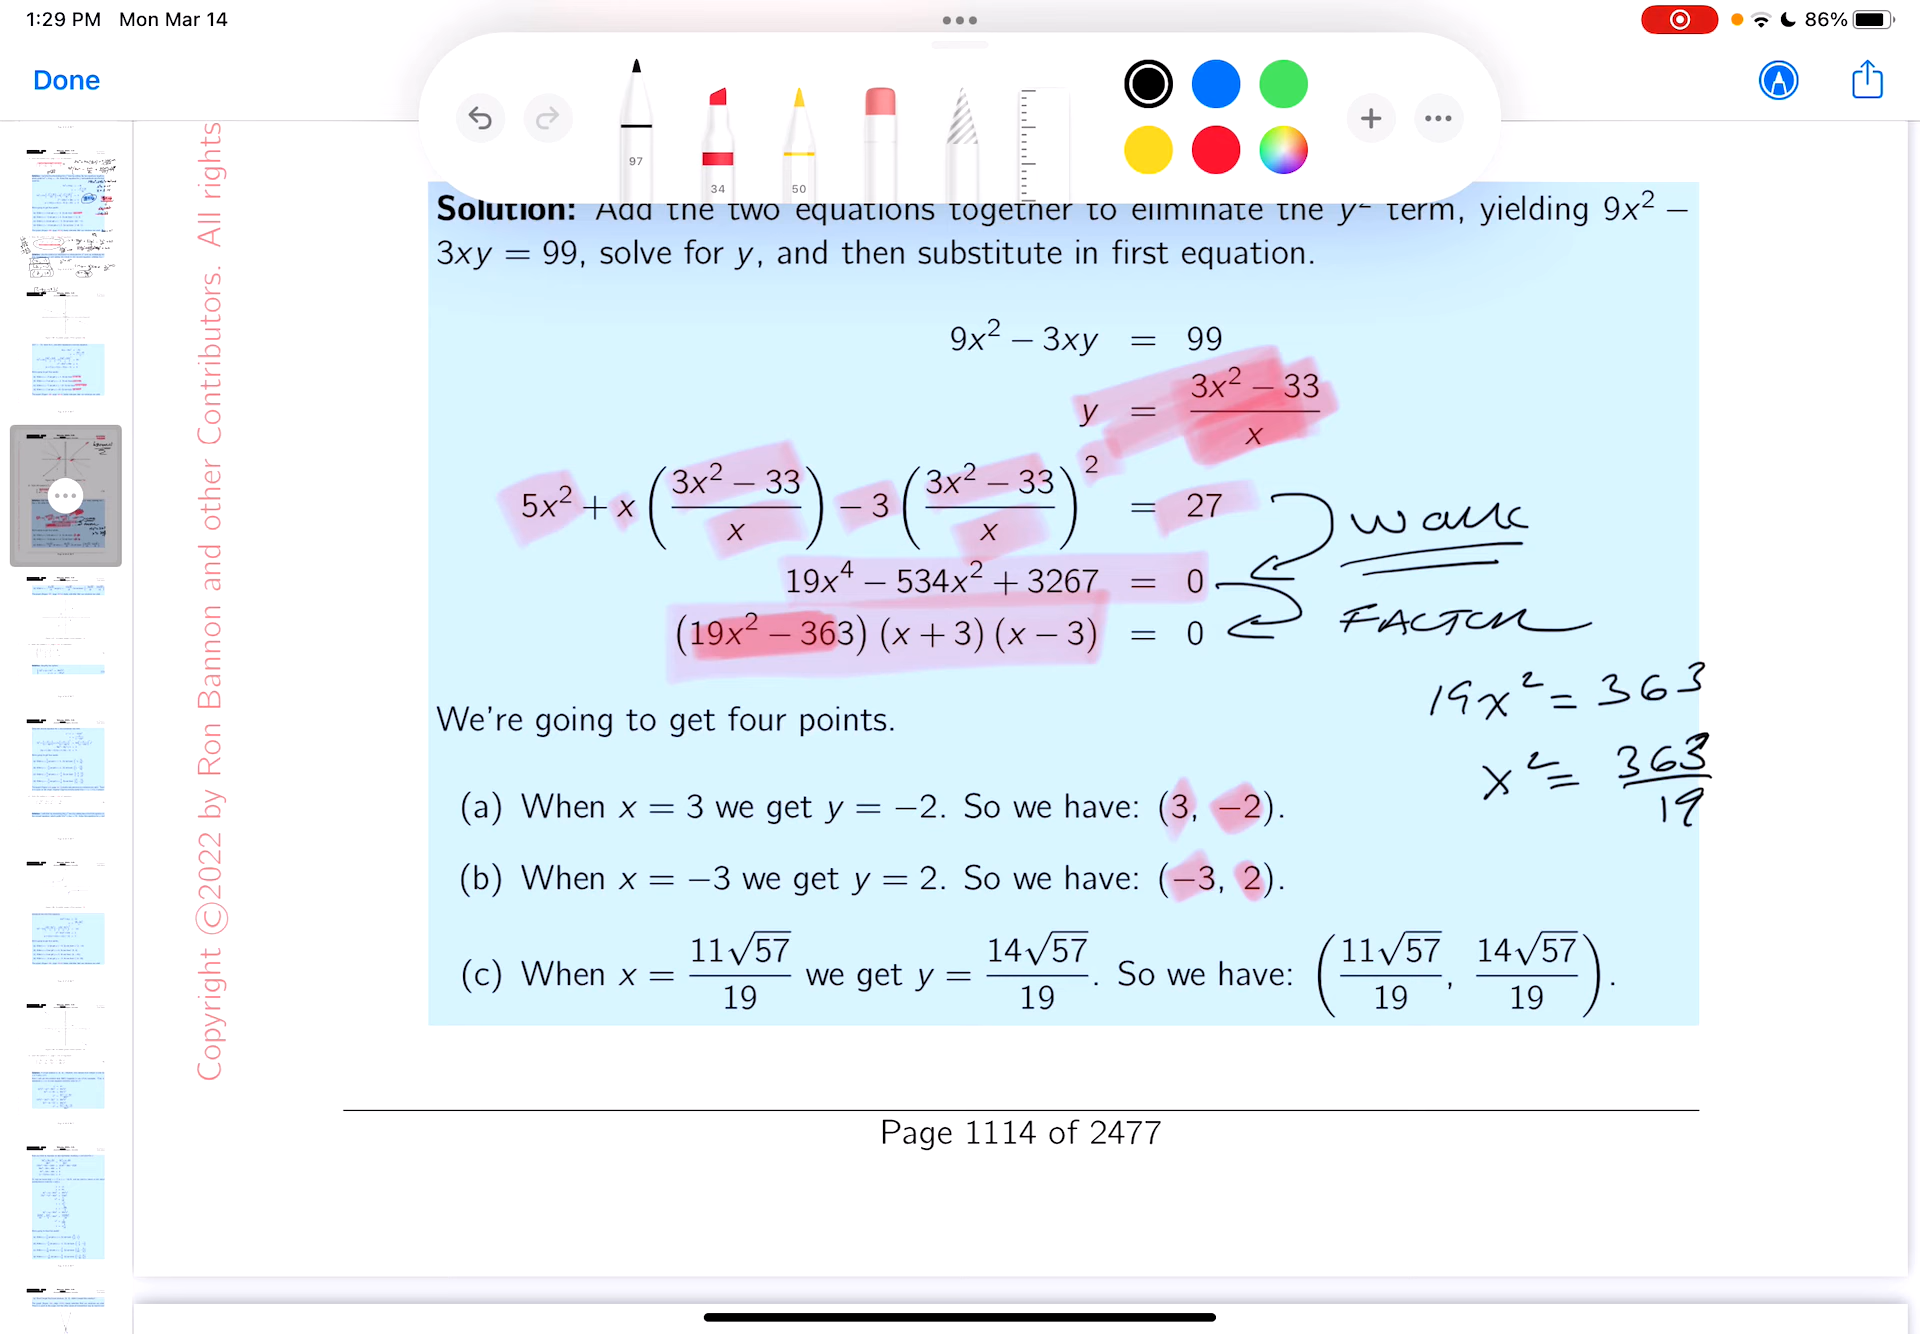 1:29 PM Mon Mar 14
86%
Done
97
34
50
Copyright ©2022 by Ron Bannon and other Contributors. All rights
Solution: Add the two equations together to eliminate the y² term, yielding 9x² −
3xy = 99, solve for y, and then substitute in first equation.
9x² − 3xy = 99
y = (3x² − 33)/x
5x² + x((3x² − 33)/x) − 3((3x² − 33)/x)² = 27
WORK
19x⁴ − 534x² + 3267 = 0
FACTOR
(19x² − 363)(x + 3)(x − 3) = 0
19x² = 363
We're going to get four points.
x² = 363/19
(a) When x = 3 we get y = −2. So we have: (3, −2).
(b) When x = −3 we get y = 2. So we have: (−3, 2).
(c) When x = 11√57/19 we get y = 14√57/19. So we have: (11√57/19, 14√57/19).
Page 1114 of 2477